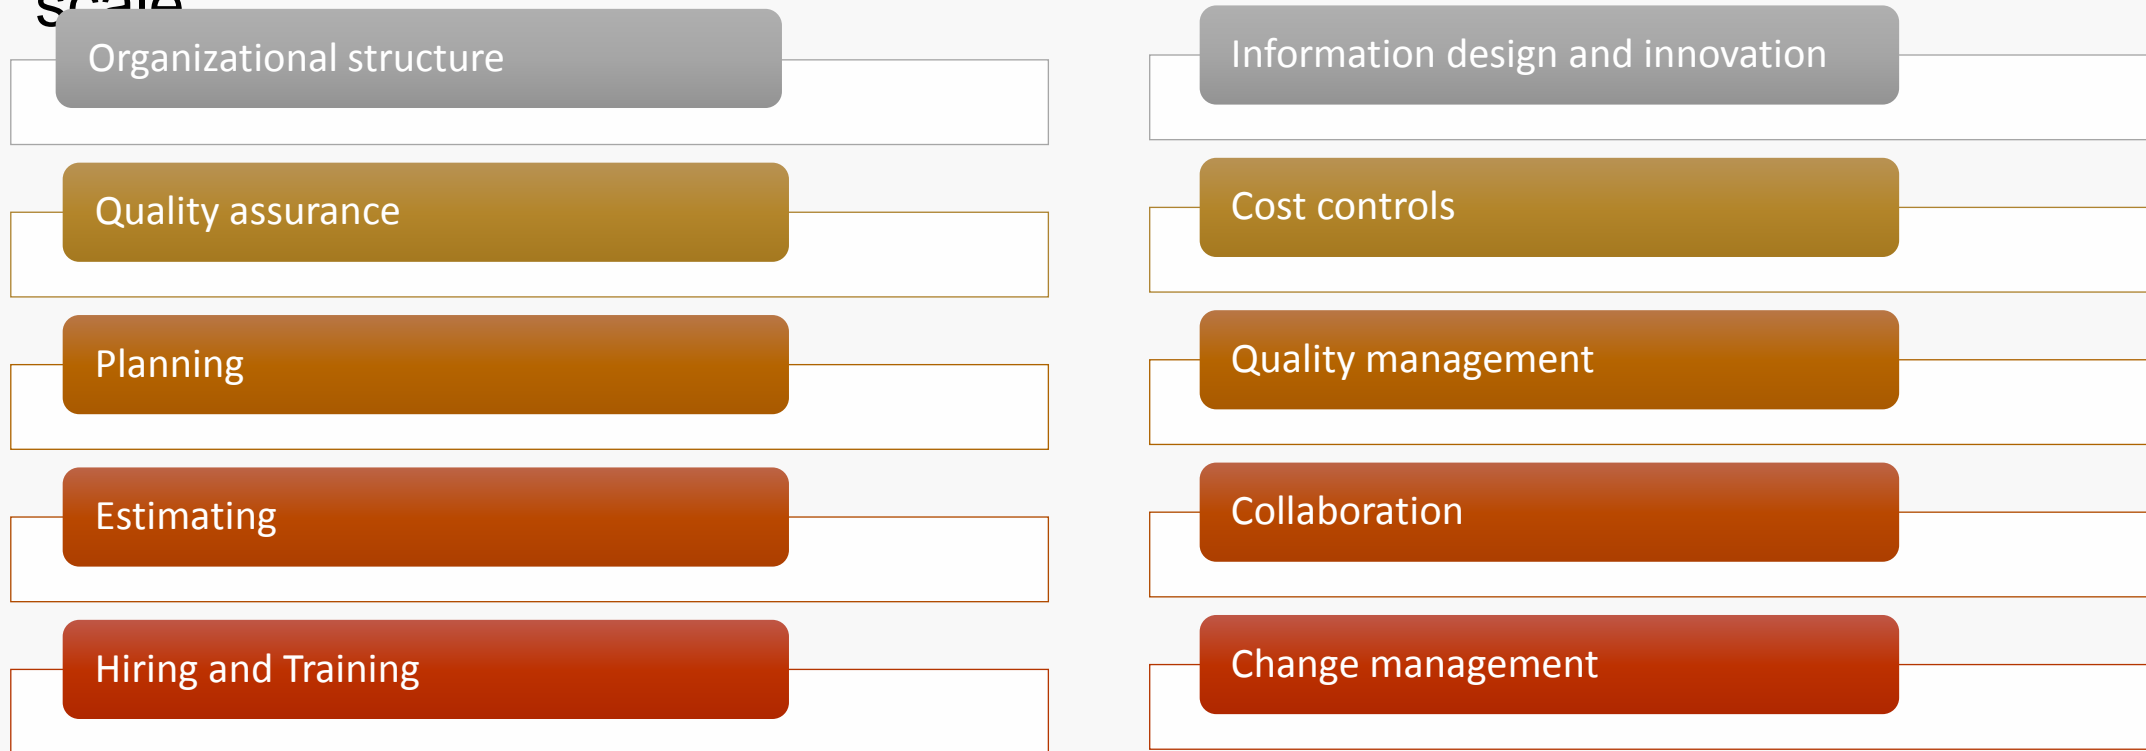 scale
Organizational structure
Quality assurance
Planning
Estimating
Hiring and Training
Information design and innovation
Cost controls
Quality management
Collaboration
Change management